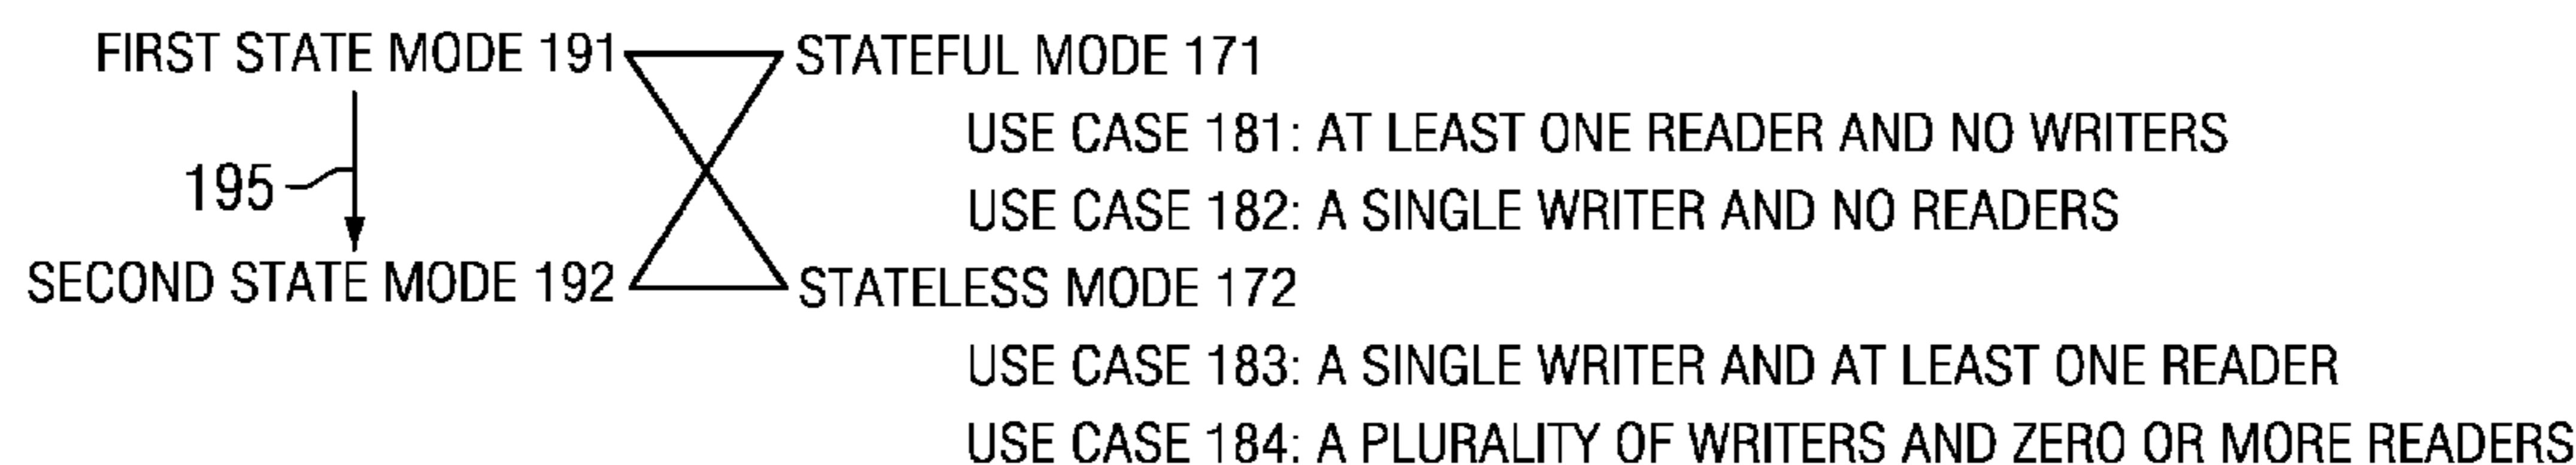 FIRST STATE MODE 191 STATEFUL MODE 171
USE CASE 181: AT LEAST ONE READER AND NO WRITERS
195
USE CASE 182: A SINGLE WRITER AND NO READERS
SECOND STATE MODE 192 STATELESS MODE 172
USE CASE 183: A SINGLE WRITER AND AT LEAST ONE READER
USE CASE 184: A PLURALITY OF WRITERS AND ZERO OR MORE READERS